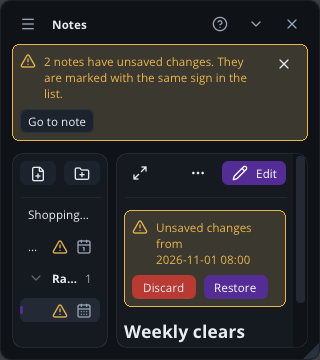 Notes
2 notes have unsaved changes. They
are marked with the same sign in the
list.
Go to note
Edit
Shopping...
...
Ra... 1
Unsaved changes
from
2026-11-01 08:00
Discard Restore
Weekly clears